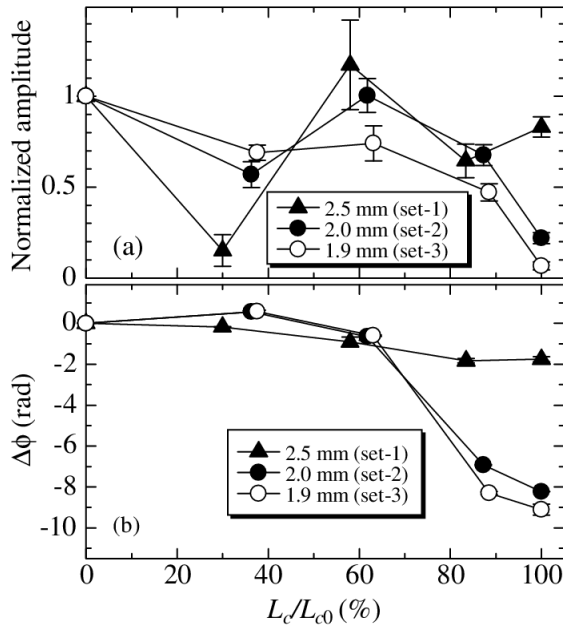 Normalized amplitude
1
0.5
0
(a)
2.5 mm (set-1)
2.0 mm (set-2)
1.9 mm (set-3)
Δϕ (rad)
0
-2
-4
-6
-8
-10
(b)
2.5 mm (set-1)
2.0 mm (set-2)
1.9 mm (set-3)
0 20 40 60 80 100
Lc/Lc0 (%)